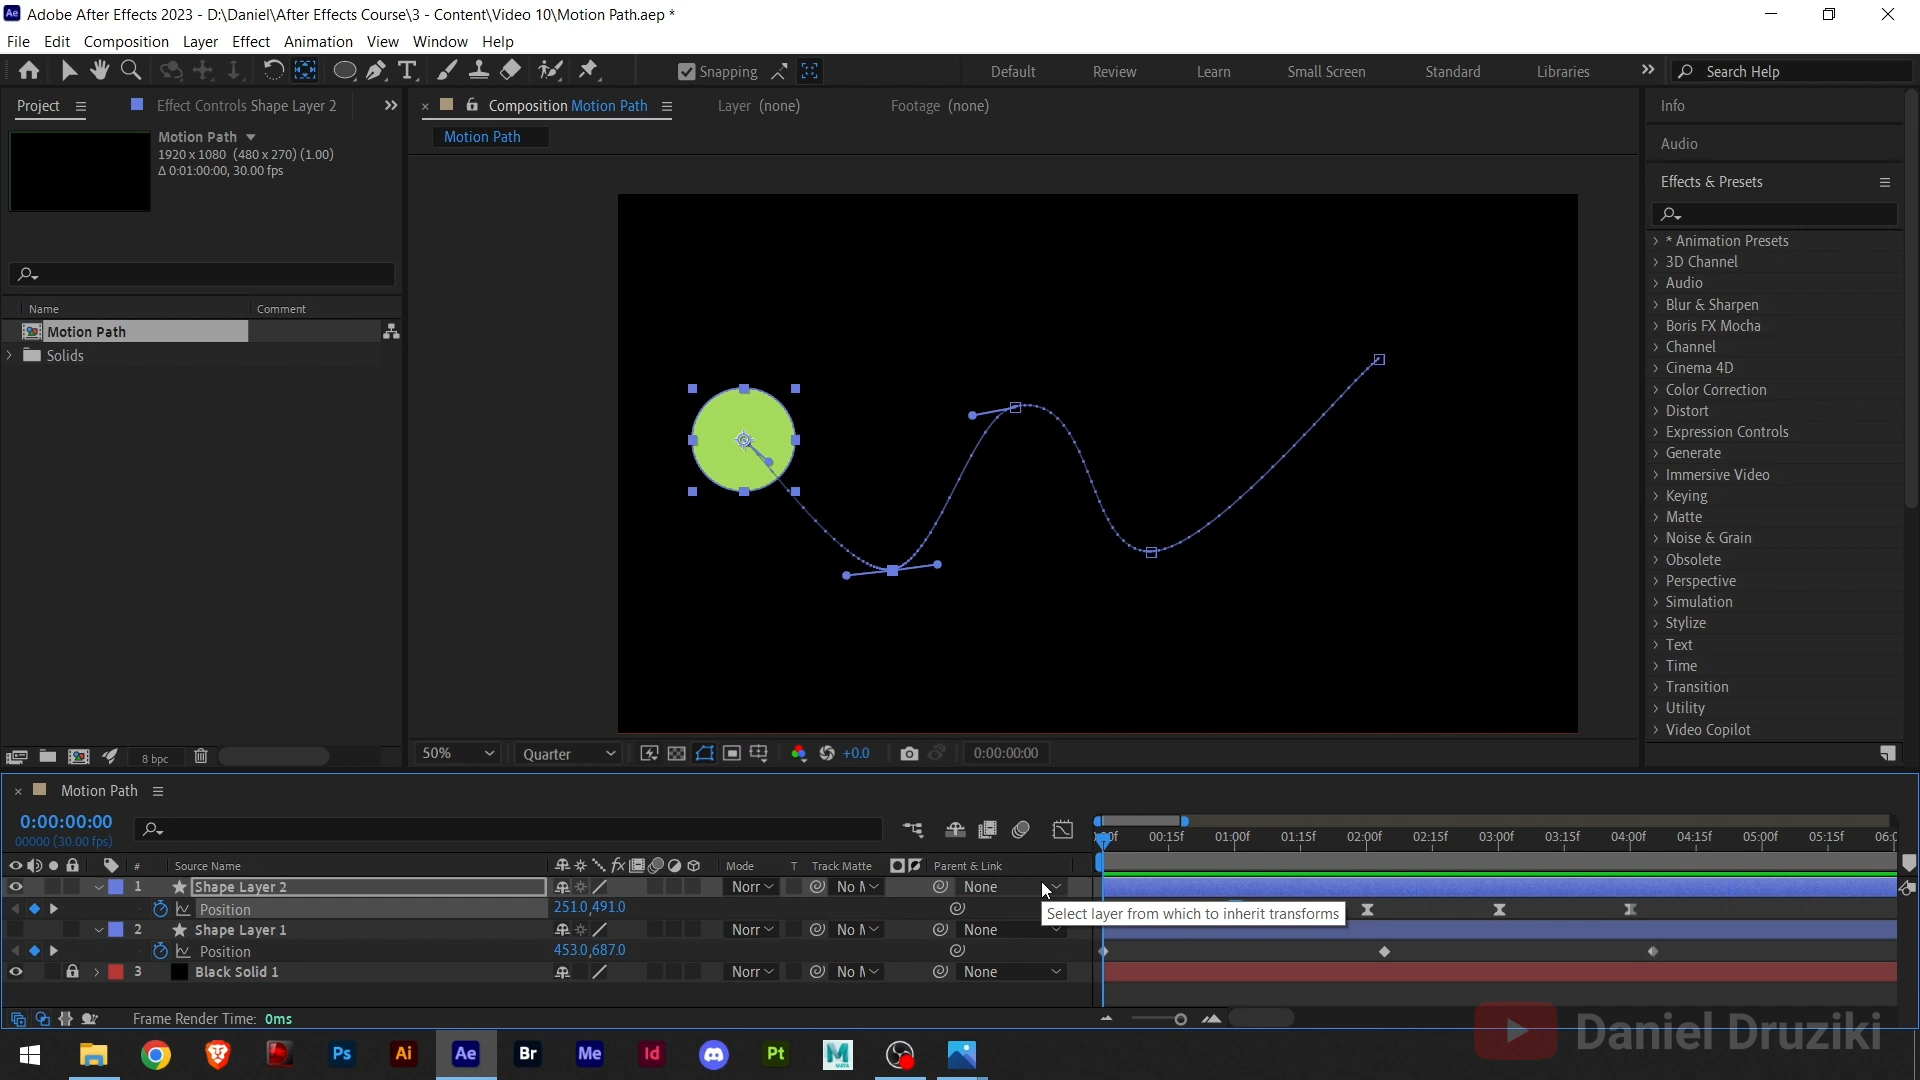 Ae Adobe After Effects 2023 - D:\Daniel\After Effects Course\3 - Content\Video 10\Motion Path.aep *
File Edit Composition Layer Effect Animation View Window Help
T Snapping Default Review Learn Small Screen Standard Libraries Search Help
Project Effect Controls Shape Layer 2 Composition Motion Path Layer (none) Footage (none) Info
Motion Path
Motion Path
1920 x 1080 (480 x 270) (1.00)
Δ 0:01:00:00, 30.00 fps
Audio
Effects & Presets
* Animation Presets
3D Channel
Audio
Blur & Sharpen
Boris FX Mocha
Channel
Cinema 4D
Color Correction
Distort
Expression Controls
Generate
Immersive Video
Keying
Matte
Noise & Grain
Obsolete
Perspective
Simulation
Stylize
Text
Time
Transition
Utility
Video Copilot
Name Comment
Motion Path
Solids
8 bpc
50% Quarter +0.0 0:00:00:00
Motion Path
0:00:00:00
00000 (30.00 fps)
00:15f 01:00f 01:15f 02:00f 02:15f 03:00f 03:15f 04:00f 04:15f 05:00f 05:15f
# Source Name fx Mode T Track Matte Parent & Link
1 Shape Layer 2 Norr None
Position 251.0,491.0
Select layer from which to inherit transforms
2 Shape Layer 1 Norr None
Position 453.0,687.0
3 Black Solid 1 Norr None
Frame Render Time: 0ms
Ps Ai Ae Br Me Id Pt
MAYA
Daniel Druziki